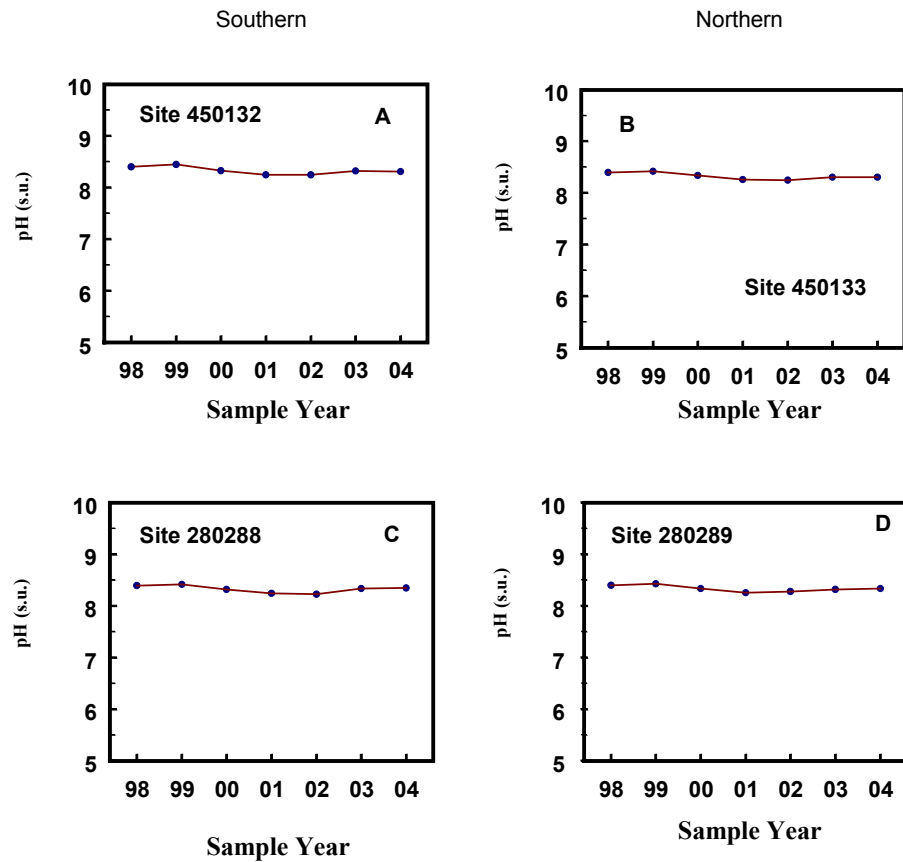 Southern
Northern
10
9
8
7
6
5
pH (s.u.)
Site 450132
A
98 99 00 01 02 03 04
Sample Year
10
9
8
7
6
5
pH (s.u.)
B
Site 450133
98 99 00 01 02 03 04
Sample Year
10
9
8
7
6
5
pH (s.u.)
Site 280288
C
98 99 00 01 02 03 04
Sample Year
10
9
8
7
6
5
pH (s.u.)
Site 280289
D
98 99 00 01 02 03 04
Sample Year